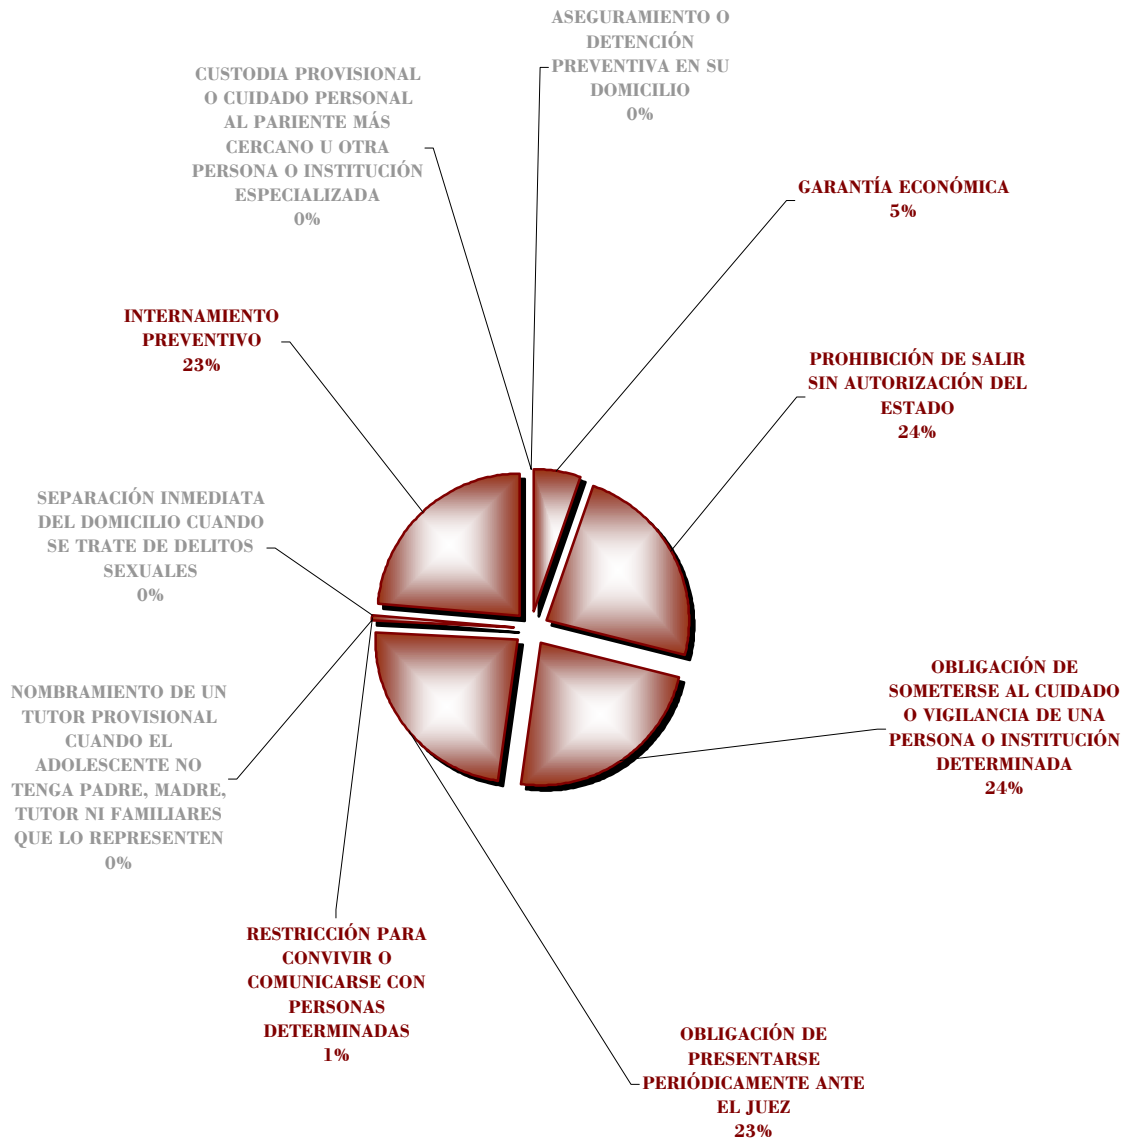 ASEGURAMIENTO O
DETENCIÓN
PREVENTIVA EN SU
DOMICILIO
0%
CUSTODIA PROVISIONAL
O CUIDADO PERSONAL
AL PARIENTE MÁS
CERCANO U OTRA
PERSONA O INSTITUCIÓN
ESPECIALIZADA
0%
GARANTÍA ECONÓMICA
5%
INTERNAMIENTO
PREVENTIVO
23%
PROHIBICIÓN DE SALIR
SIN AUTORIZACIÓN DEL
ESTADO
24%
SEPARACIÓN INMEDIATA
DEL DOMICILIO CUANDO
SE TRATE DE DELITOS
SEXUALES
0%
OBLIGACIÓN DE
SOMETERSE AL CUIDADO
O VIGILANCIA DE UNA
PERSONA O INSTITUCIÓN
DETERMINADA
24%
NOMBRAMIENTO DE UN
TUTOR PROVISIONAL
CUANDO EL
ADOLESCENTE NO
TENGA PADRE, MADRE,
TUTOR NI FAMILIARES
QUE LO REPRESENTEN
0%
RESTRICCIÓN PARA
CONVIVIR O
COMUNICARSE CON
PERSONAS
DETERMINADAS
1%
OBLIGACIÓN DE
PRESENTARSE
PERIÓDICAMENTE ANTE
EL JUEZ
23%